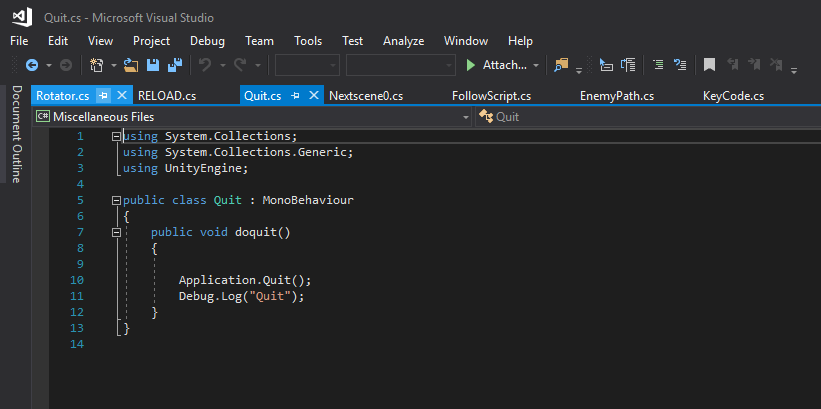 Quit.cs - Microsoft Visual Studio
File Edit View Project Debug Team Tools Test Analyze Window Help
Attach...
Document Outline
Rotator.cs RELOAD.cs Quit.cs Nextscene0.cs FollowScript.cs EnemyPath.cs KeyCode.cs
C# Miscellaneous Files Quit
1 using System.Collections;
2 using System.Collections.Generic;
3 using UnityEngine;
4
5 public class Quit : MonoBehaviour
6 {
7 public void doquit()
8 {
9
10 Application.Quit();
11 Debug.Log("Quit");
12 }
13 }
14